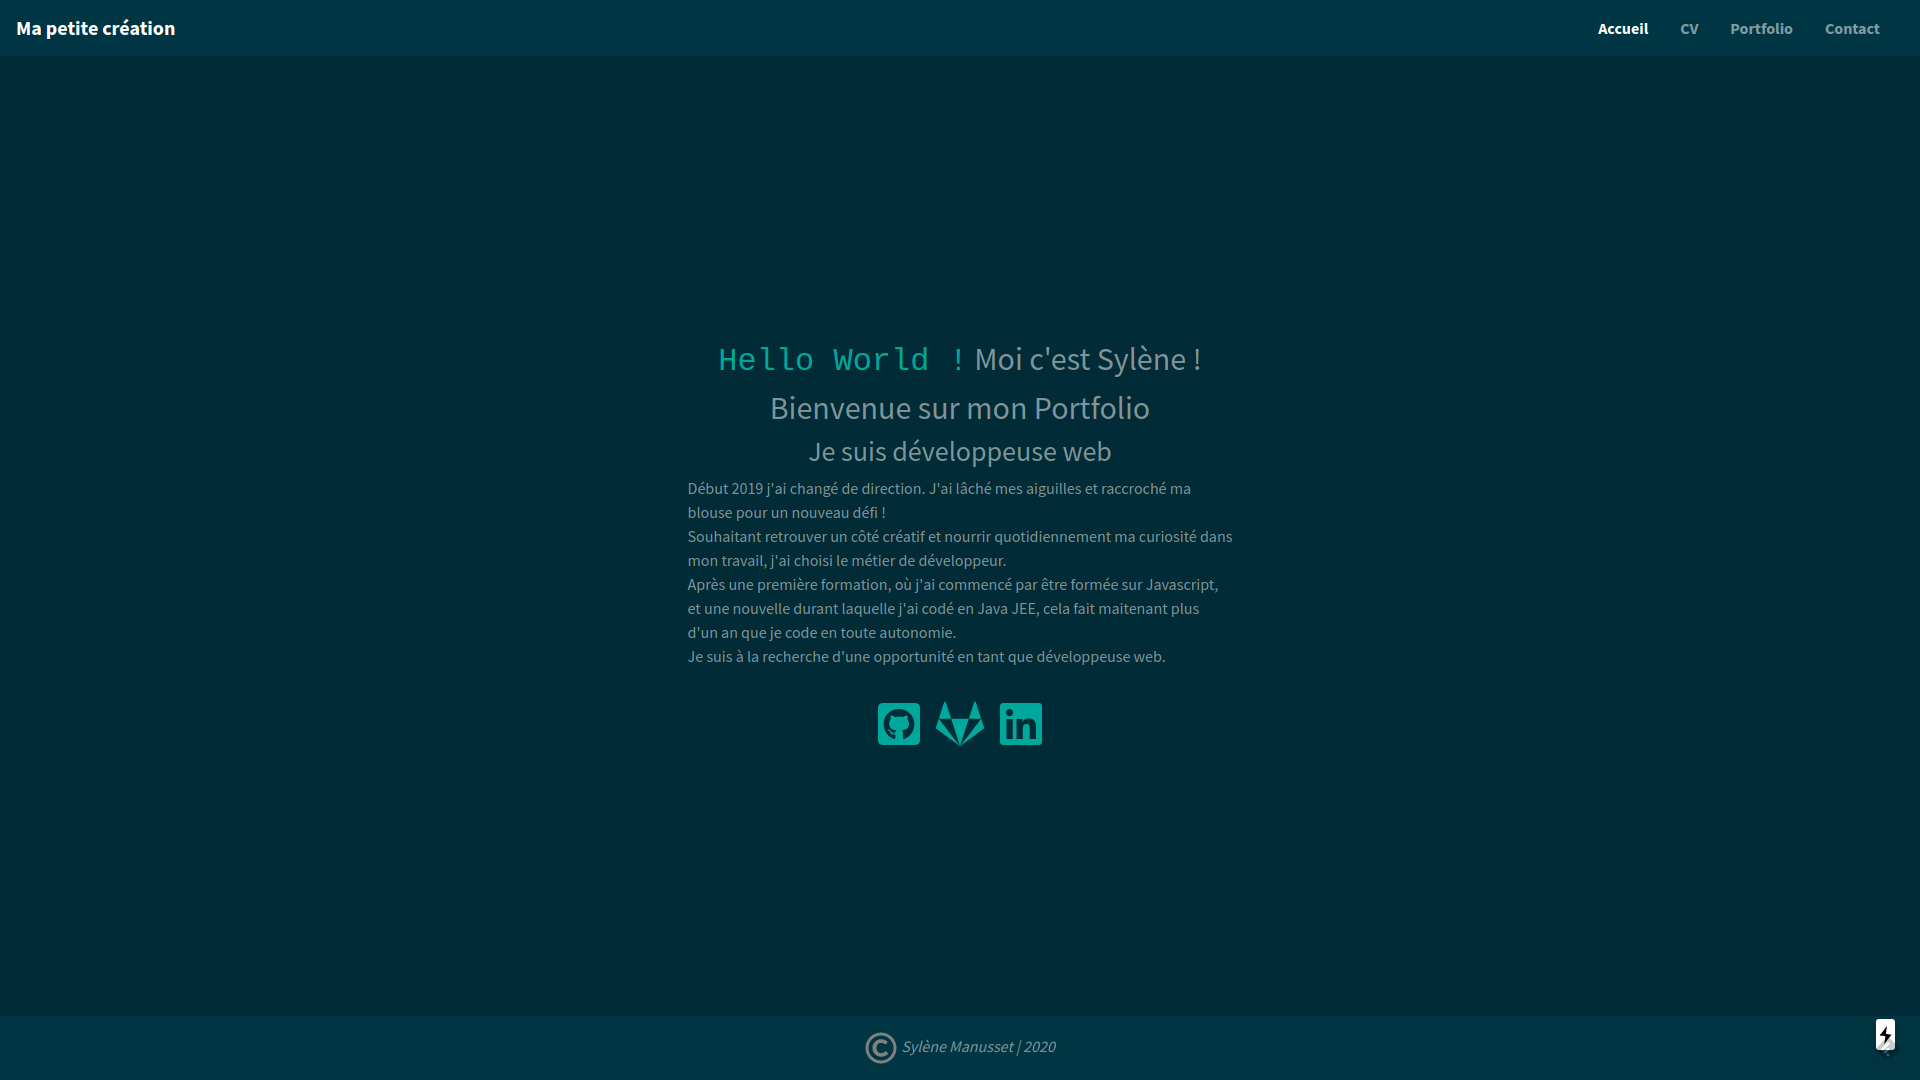 Ma petite création
Accueil CV Portfolio Contact
Hello World ! Moi c'est Sylène !
Bienvenue sur mon Portfolio
Je suis développeuse web
Début 2019 j'ai changé de direction. J'ai lâché mes aiguilles et raccroché ma
blouse pour un nouveau défi !
Souhaitant retrouver un côté créatif et nourrir quotidiennement ma curiosité dans
mon travail, j'ai choisi le métier de développeur.
Après une première formation, où j'ai commencé par être formée sur Javascript,
et une nouvelle durant laquelle j'ai codé en Java JEE, cela fait maitenant plus
d'un an que je code en toute autonomie.
Je suis à la recherche d'une opportunité en tant que développeuse web.
in
© Sylène Manusset | 2020